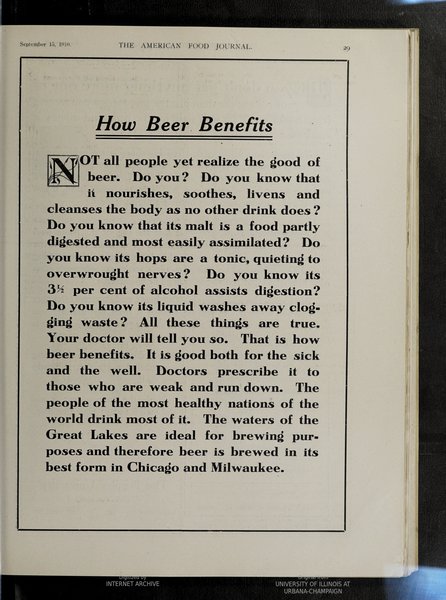 September 15, 1910. THE AMERICAN FOOD JOURNAL. 29
How Beer Benefits
NOT all people yet realize the good of
beer. Do you? Do you know that
it nourishes, soothes, livens and
cleanses the body as no other drink does?
Do you know that its malt is a food partly
digested and most easily assimilated? Do
you know its hops are a tonic, quieting to
overwrought nerves? Do you know its
3½ per cent of alcohol assists digestion?
Do you know its liquid washes away clog-
ging waste? All these things are true.
Your doctor will tell you so. That is how
beer benefits. It is good both for the sick
and the well. Doctors prescribe it to
those who are weak and run down. The
people of the most healthy nations of the
world drink most of it. The waters of the
Great Lakes are ideal for brewing pur-
poses and therefore beer is brewed in its
best form in Chicago and Milwaukee.
Digitized by
INTERNET ARCHIVE
Original from
UNIVERSITY OF ILLINOIS AT
URBANA-CHAMPAIGN